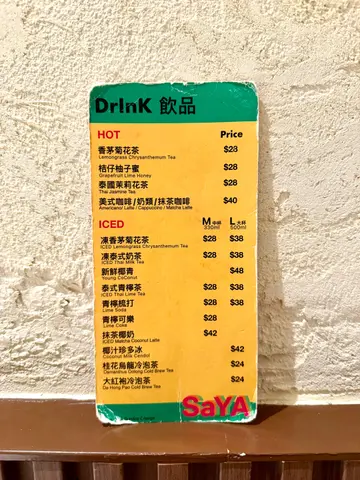 DrInK 飲品
HOT Price
香茅菊花茶 $28
Lemongrass Chrysanthemum Tea
桔仔柚子蜜 $28
Grapefruit Lime Honey
泰國茉莉花茶 $28
Thai Jasmine Tea
美式咖啡/奶類/抹茶咖啡 $40
Americano/ Latte / Cappuccino / Matcha Latte
ICED M 中杯 L 大杯
330ml 500ml
凍香茅菊花茶 $28 $38
ICED Lemongrass Chrysanthemum Tea
凍泰式奶茶 $28 $38
ICED Thai Milk Tea
新鮮椰青 $48
Young CoConut
泰式青檸茶 $28 $38
ICED Thai Lime Tea
青檸梳打 $28 $38
Lime Soda
青檸可樂 $28
Lime Coke
抹茶椰奶 $42
ICED Matcha Coconut Latte
椰汁珍多冰 $42
Coconut Milk Cendol
桂花烏龍冷泡茶 $24
Osmanthus Oolong Cold Brew Tea
大紅袍冷泡茶 $24
Da Hong Pao Cold Brew Tea
SaYA